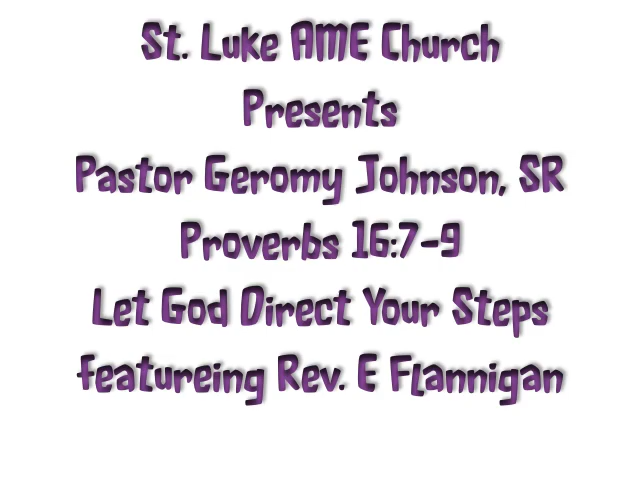 St. Luke AME Church
Presents
Pastor Geromy Johnson, SR
Proverbs 16:7-9
Let God Direct Your Steps
featureing Rev. E Flannigan